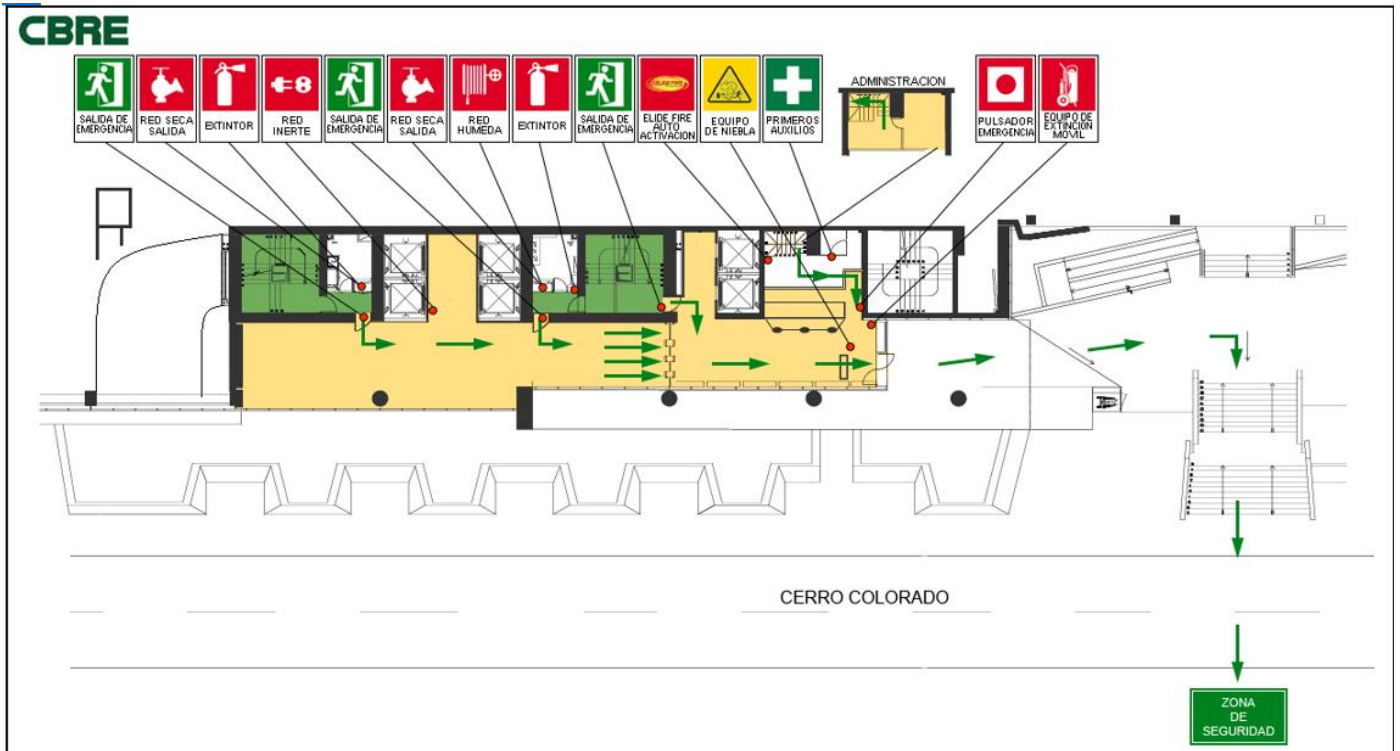 CBRE
SALIDA DE
EMERGENCIA
RED SECA
SALIDA
EXTINTOR
RED
INERTE
SALIDA DE
EMERGENCIA
RED SECA
SALIDA
RED
HUMEDA
EXTINTOR
SALIDA DE
EMERGENCIA
ELIDE FIRE
ELIDE FIRE
AUTO
ACTIVACION
EQUIPO
DE NIEBLA
PRIMEROS
AUXILIOS
ADMINISTRACION
PULSADOR
EMERGENCIA
EQUIPO DE
EXTINCION
MOVIL
CERRO COLORADO
ZONA
DE
SEGURIDAD